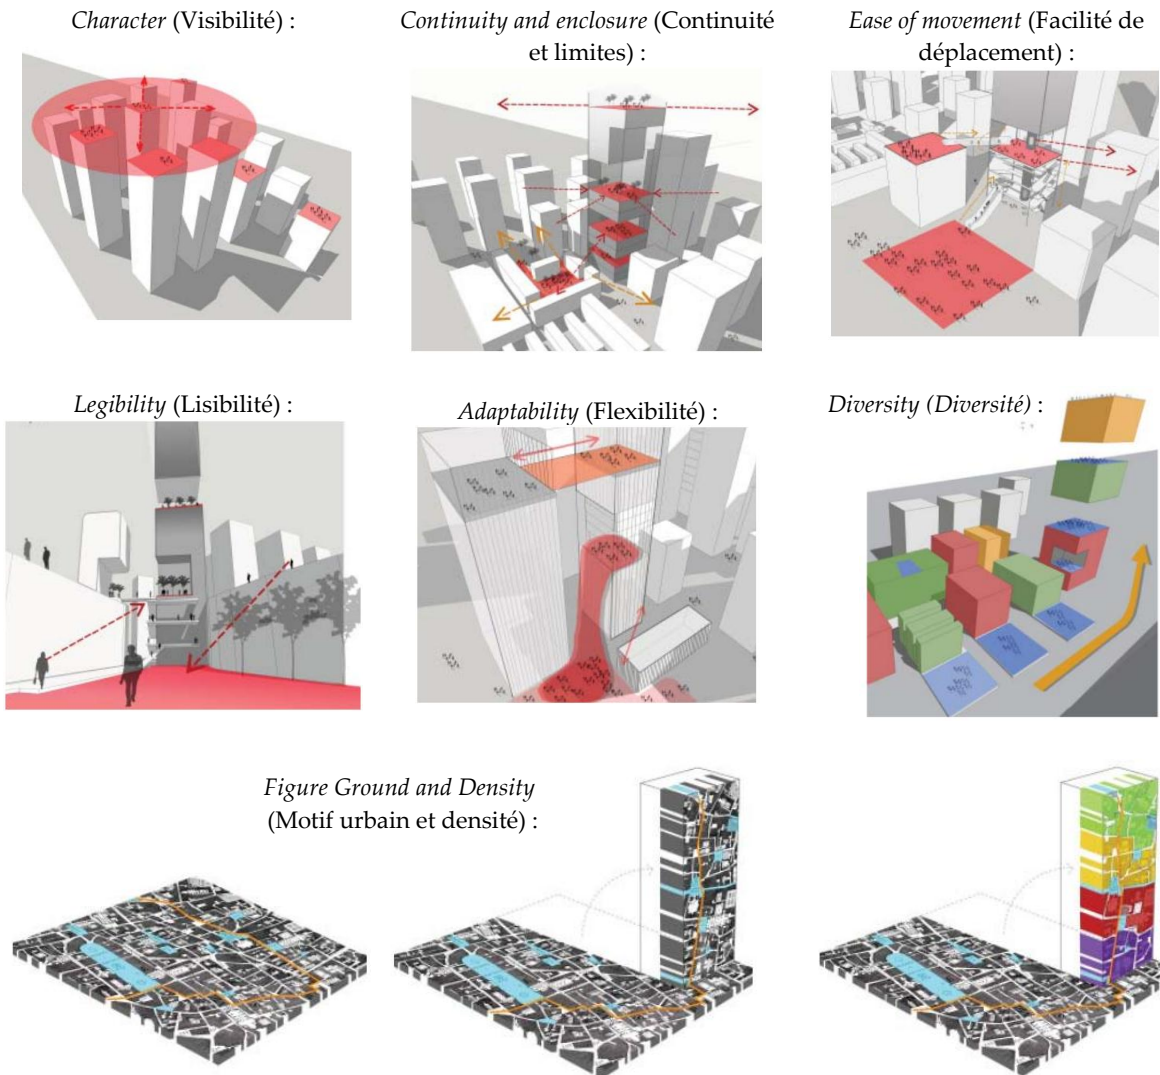 Character (Visibilité) :
Continuity and enclosure (Continuité
et limites) :
Ease of movement (Facilité de
déplacement) :
Legibility (Lisibilité) :
Adaptability (Flexibilité) :
Diversity (Diversité) :
Figure Ground and Density
(Motif urbain et densité) :